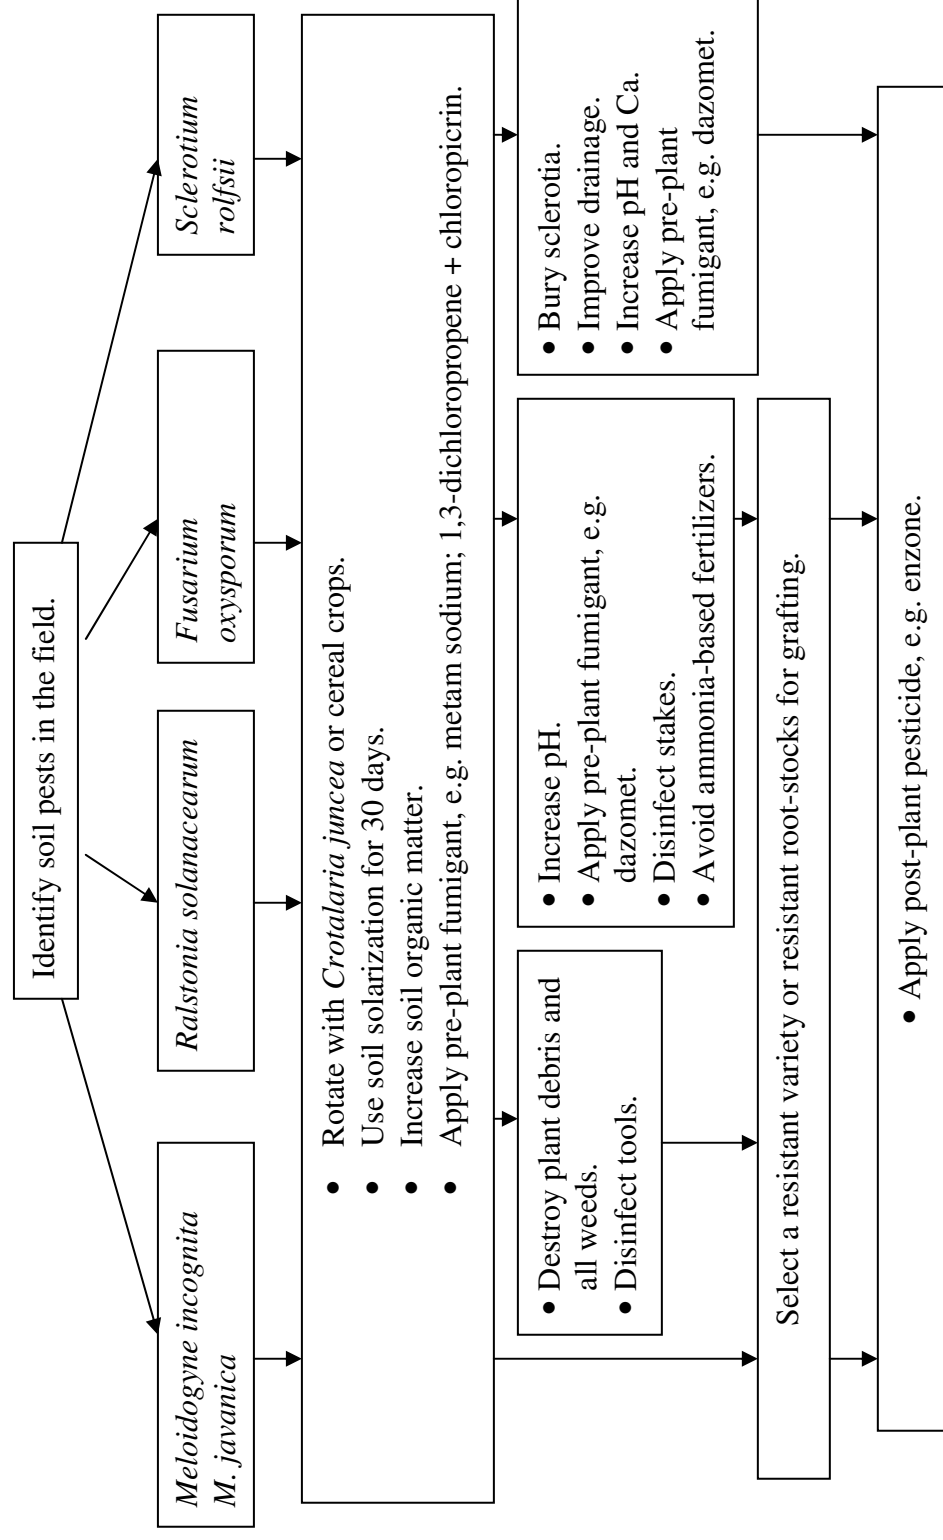 Identify soil pests in the field.
Meloidogyne incognita
M. javanica
Ralstonia solanacearum
Fusarium
oxysporum
Sclerotium
rolfsii
• Rotate with Crotalaria juncea or cereal crops.
• Use soil solarization for 30 days.
• Increase soil organic matter.
• Apply pre-plant fumigant, e.g. metam sodium; 1,3-dichloropropene + chloropicrin.
• Destroy plant debris and
all weeds.
• Disinfect tools.
• Increase pH.
• Apply pre-plant fumigant, e.g.
dazomet.
• Disinfect stakes.
• Avoid ammonia-based fertilizers.
• Bury sclerotia.
• Improve drainage.
• Increase pH and Ca.
• Apply pre-plant
fumigant, e.g. dazomet.
Select a resistant variety or resistant root-stocks for grafting.
• Apply post-plant pesticide, e.g. enzone.